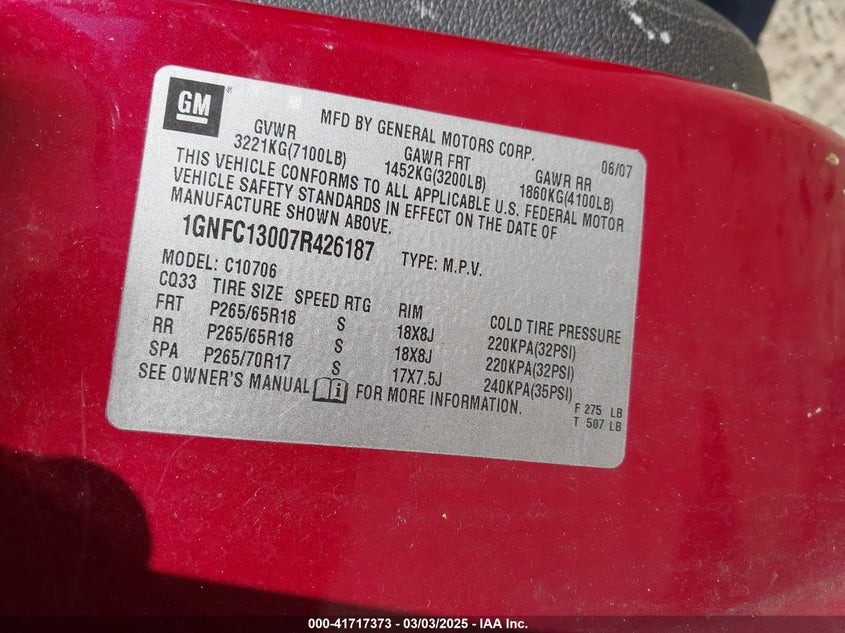 GM ®
MFD BY GENERAL MOTORS CORP. 06/07
GVWR GAWR FRT GAWR RR
3221KG(7100LB) 1452KG(3200LB) 1860KG(4100LB)
THIS VEHICLE CONFORMS TO ALL APPLICABLE U.S. FEDERAL MOTOR
VEHICLE SAFETY STANDARDS IN EFFECT ON THE DATE OF
MANUFACTURE SHOWN ABOVE.
1GNFC13007R426187 TYPE: M.P.V.
MODEL: C10706
CQ33 TIRE SIZE SPEED RTG RIM COLD TIRE PRESSURE
FRT P265/65R18 S 18X8J 220KPA(32PSI)
RR P265/65R18 S 18X8J 220KPA(32PSI)
SPA P265/70R17 S 17X7.5J 240KPA(35PSI)
SEE OWNER'S MANUAL i FOR MORE INFORMATION.
F 275 LB
T 507 LB
000-41717373 - 03/03/2025 - IAA Inc.